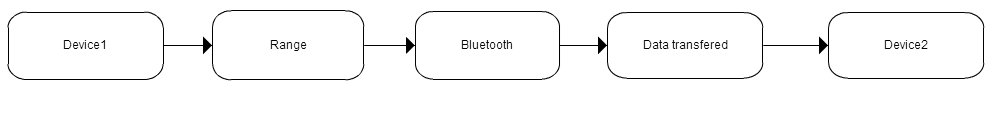 Device1
Range
Bluetooth
Data transfered
Device2